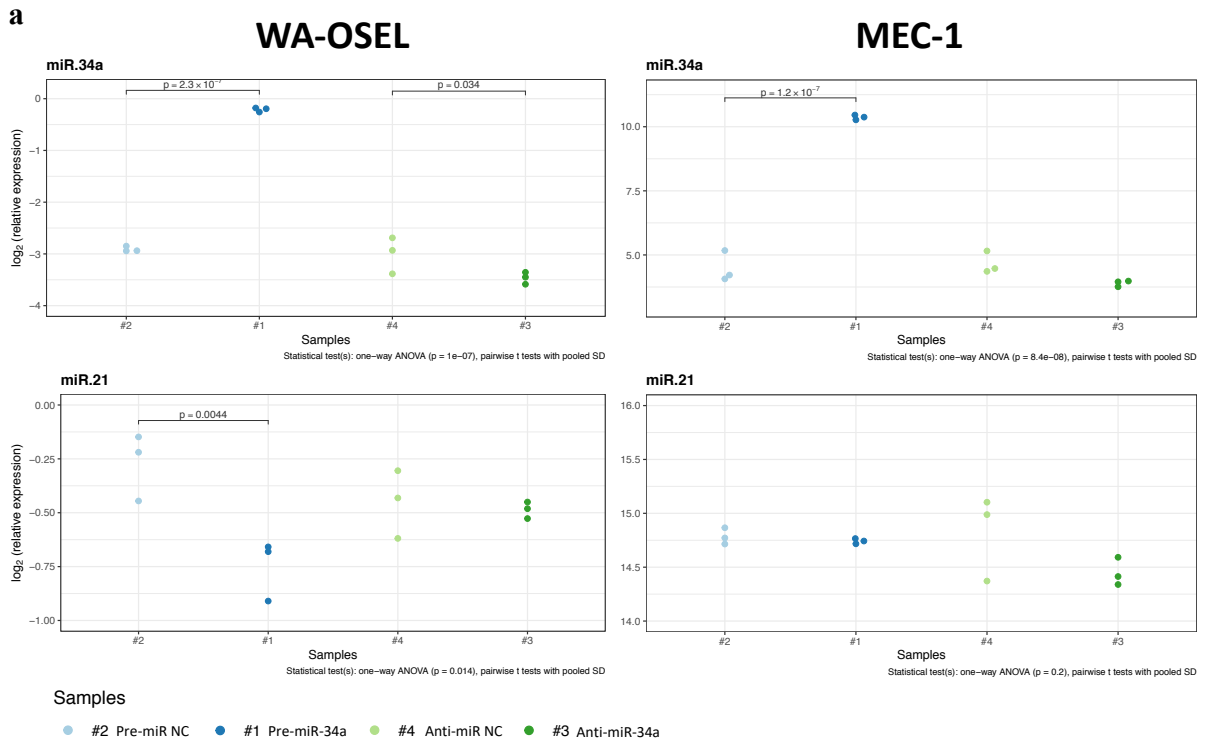 a
WA-OSEL
MEC-1
miR.34a
p = 2.3 × 10⁻⁷
p = 0.034
0
−1
−2
−3
−4
log₂ (relative expression)
#2
#1
#4
#3
Samples
Statistical test(s): one−way ANOVA (p = 1e−07), pairwise t tests with pooled SD
miR.34a
p = 1.2 × 10⁻⁷
10.0
7.5
5.0
#2
#1
#4
#3
Samples
Statistical test(s): one−way ANOVA (p = 8.4e−08), pairwise t tests with pooled SD
miR.21
p = 0.0044
0.00
−0.25
−0.50
−0.75
−1.00
log₂ (relative expression)
#2
#1
#4
#3
Samples
Statistical test(s): one−way ANOVA (p = 0.014), pairwise t tests with pooled SD
miR.21
16.0
15.5
15.0
14.5
14.0
#2
#1
#4
#3
Samples
Statistical test(s): one−way ANOVA (p = 0.2), pairwise t tests with pooled SD
Samples
#2 Pre-miR NC #1 Pre-miR-34a #4 Anti-miR NC #3 Anti-miR-34a